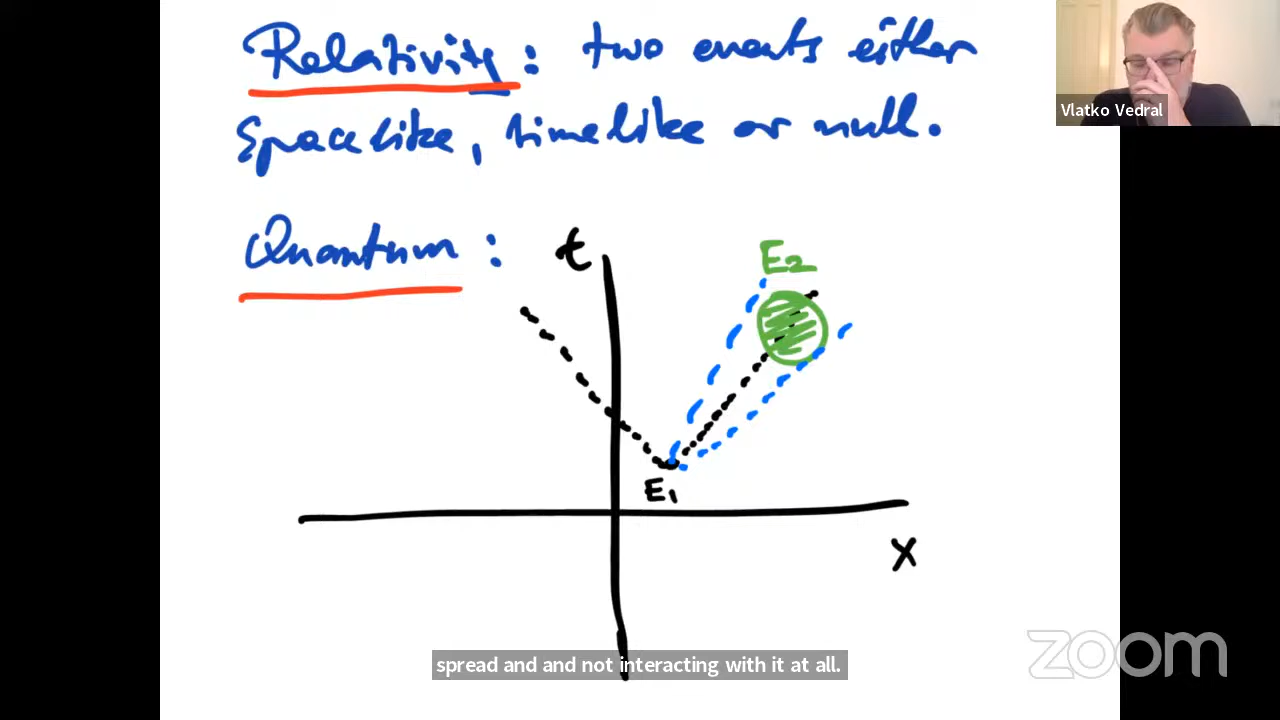 Relativity: two events either
Vlatko Vedral
Spacelike, timelike or null.
Quantum:
t
E2
E1
x
spread and and not interacting with it at all.
zoom